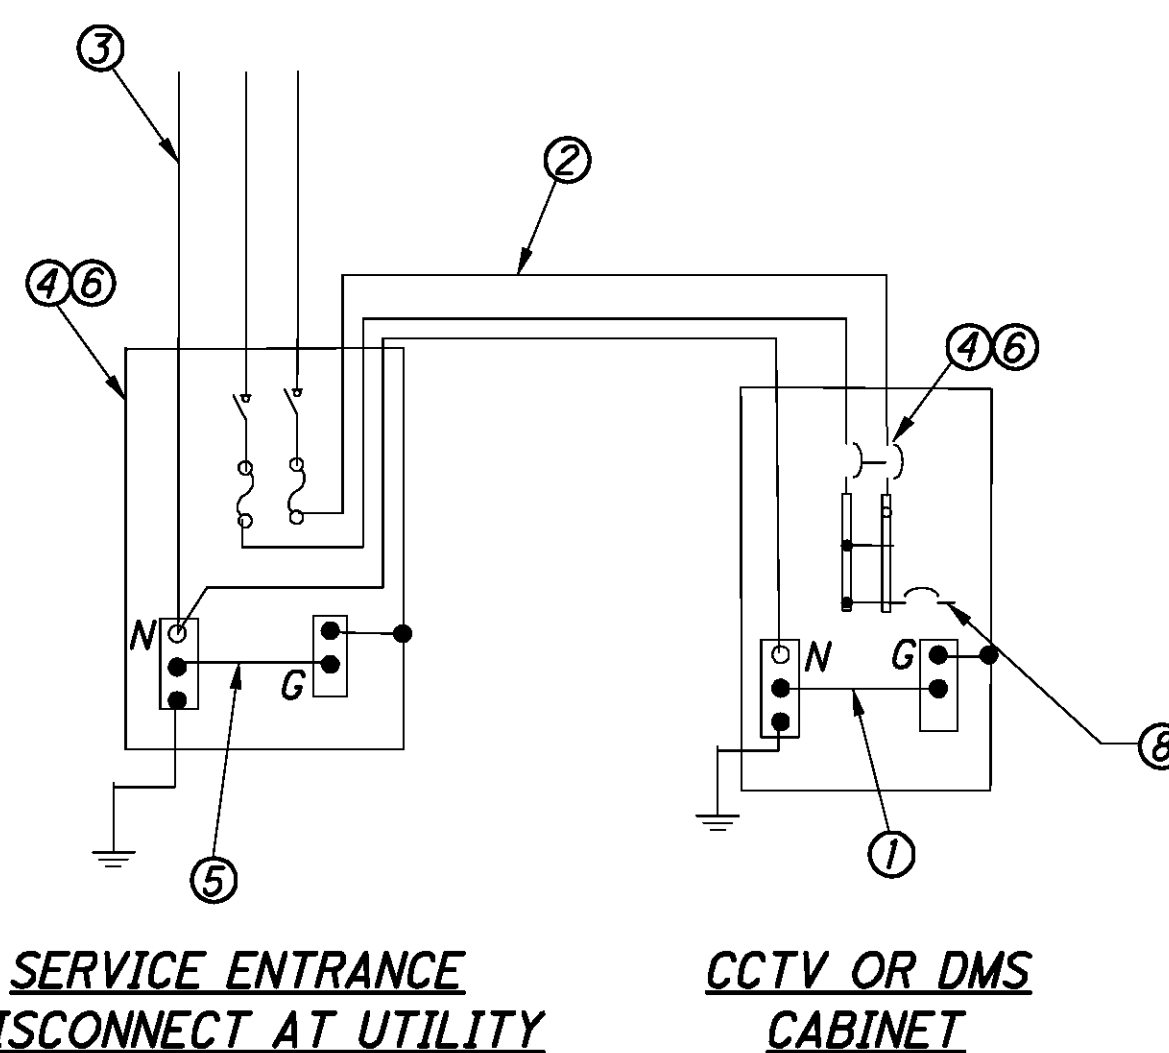 3
2
4 6
4 6
N
G
N
G
8
1
5
SERVICE ENTRANCE
ISCONNECT AT UTILITY
CCTV OR DMS
CABINET